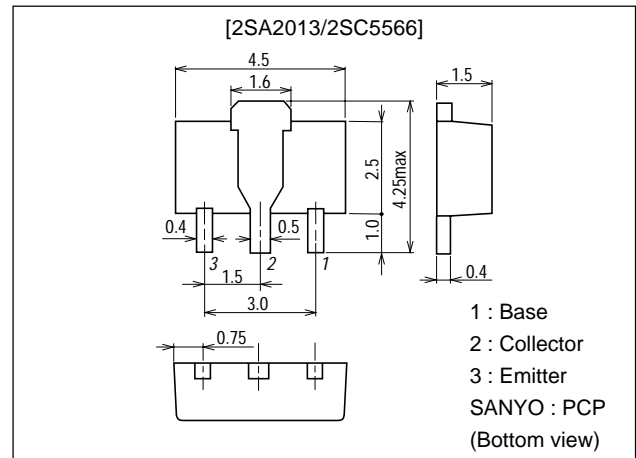 [2SA2013/2SC5566]
4.5
1.6
1.5
2.5
4.25max
1.0
0.4
0.5
3
2
1
1.5
0.4
3.0
0.75
1 : Base
2 : Collector
3 : Emitter
SANYO : PCP
(Bottom view)